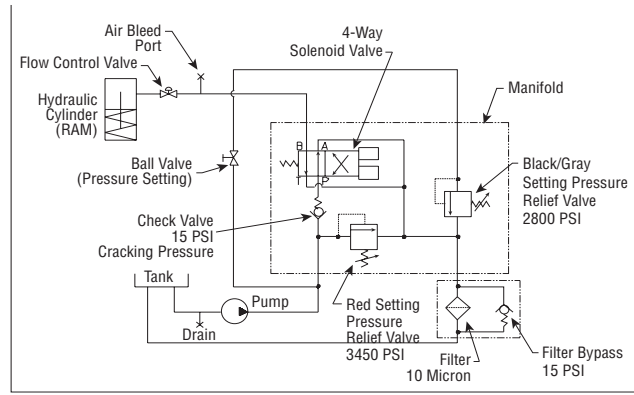 Air Bleed
Port
Flow Control Valve
Hydraulic
Cylinder
(RAM)
4-Way
Solenoid Valve
Manifold
B A
T P
Ball Valve
(Pressure Setting)
Black/Gray
Setting Pressure
Relief Valve
2800 PSI
Check Valve
15 PSI
Cracking Pressure
Tank
Pump
Drain
Red Setting
Pressure
Relief Valve
3450 PSI
Filter
10 Micron
Filter Bypass
15 PSI